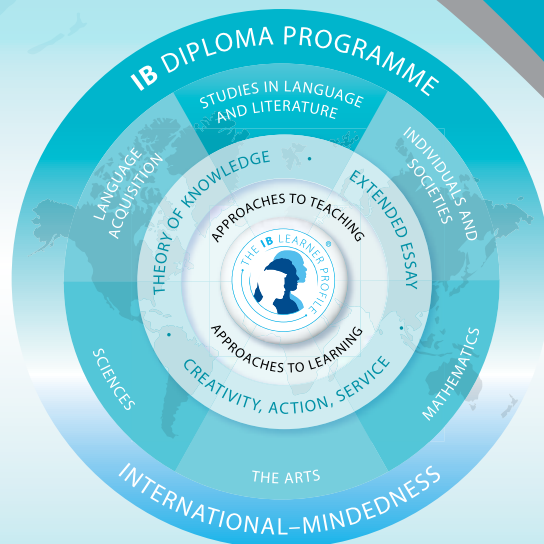 IB DIPLOMA PROGRAMME
STUDIES IN LANGUAGE
AND LITERATURE
LANGUAGE
ACQUISITION
INDIVIDUALS AND
SOCIETIES
THEORY OF KNOWLEDGE
EXTENDED ESSAY
APPROACHES TO TEACHING
THE IB LEARNER PROFILE
®
APPROACHES TO LEARNING
CREATIVITY, ACTION, SERVICE
SCIENCES
MATHEMATICS
THE ARTS
INTERNATIONAL–MINDEDNESS